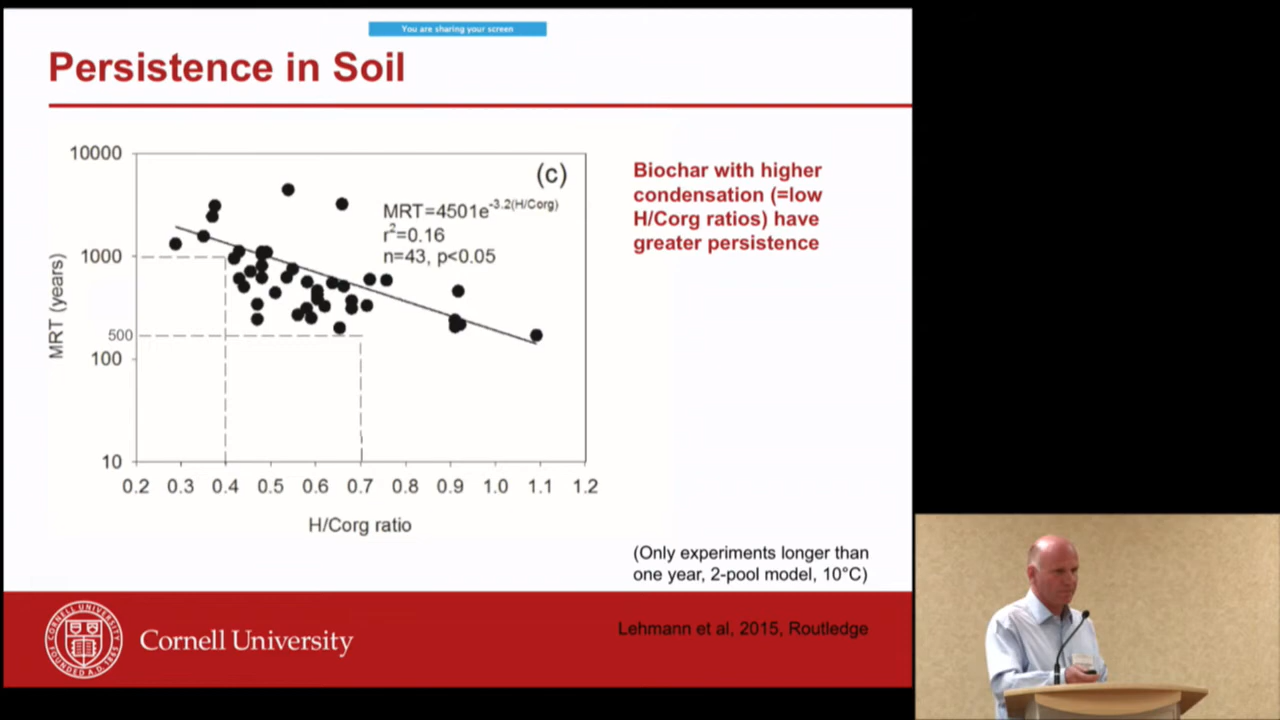 You are sharing your screen
Persistence in Soil
10000
1000
500
100
10
MRT (years)
(c)
MRT=4501e-3.2(H/Corg)
r2=0.16
n=43, p<0.05
0.2 0.3 0.4 0.5 0.6 0.7 0.8 0.9 1.0 1.1 1.2
H/Corg ratio
Biochar with higher
condensation (=low
H/Corg ratios) have
greater persistence
(Only experiments longer than
one year, 2-pool model, 10°C)
Lehmann et al, 2015, Routledge
CORNELL UNIVERSITY
FOUNDED A.D. 1865
Cornell University